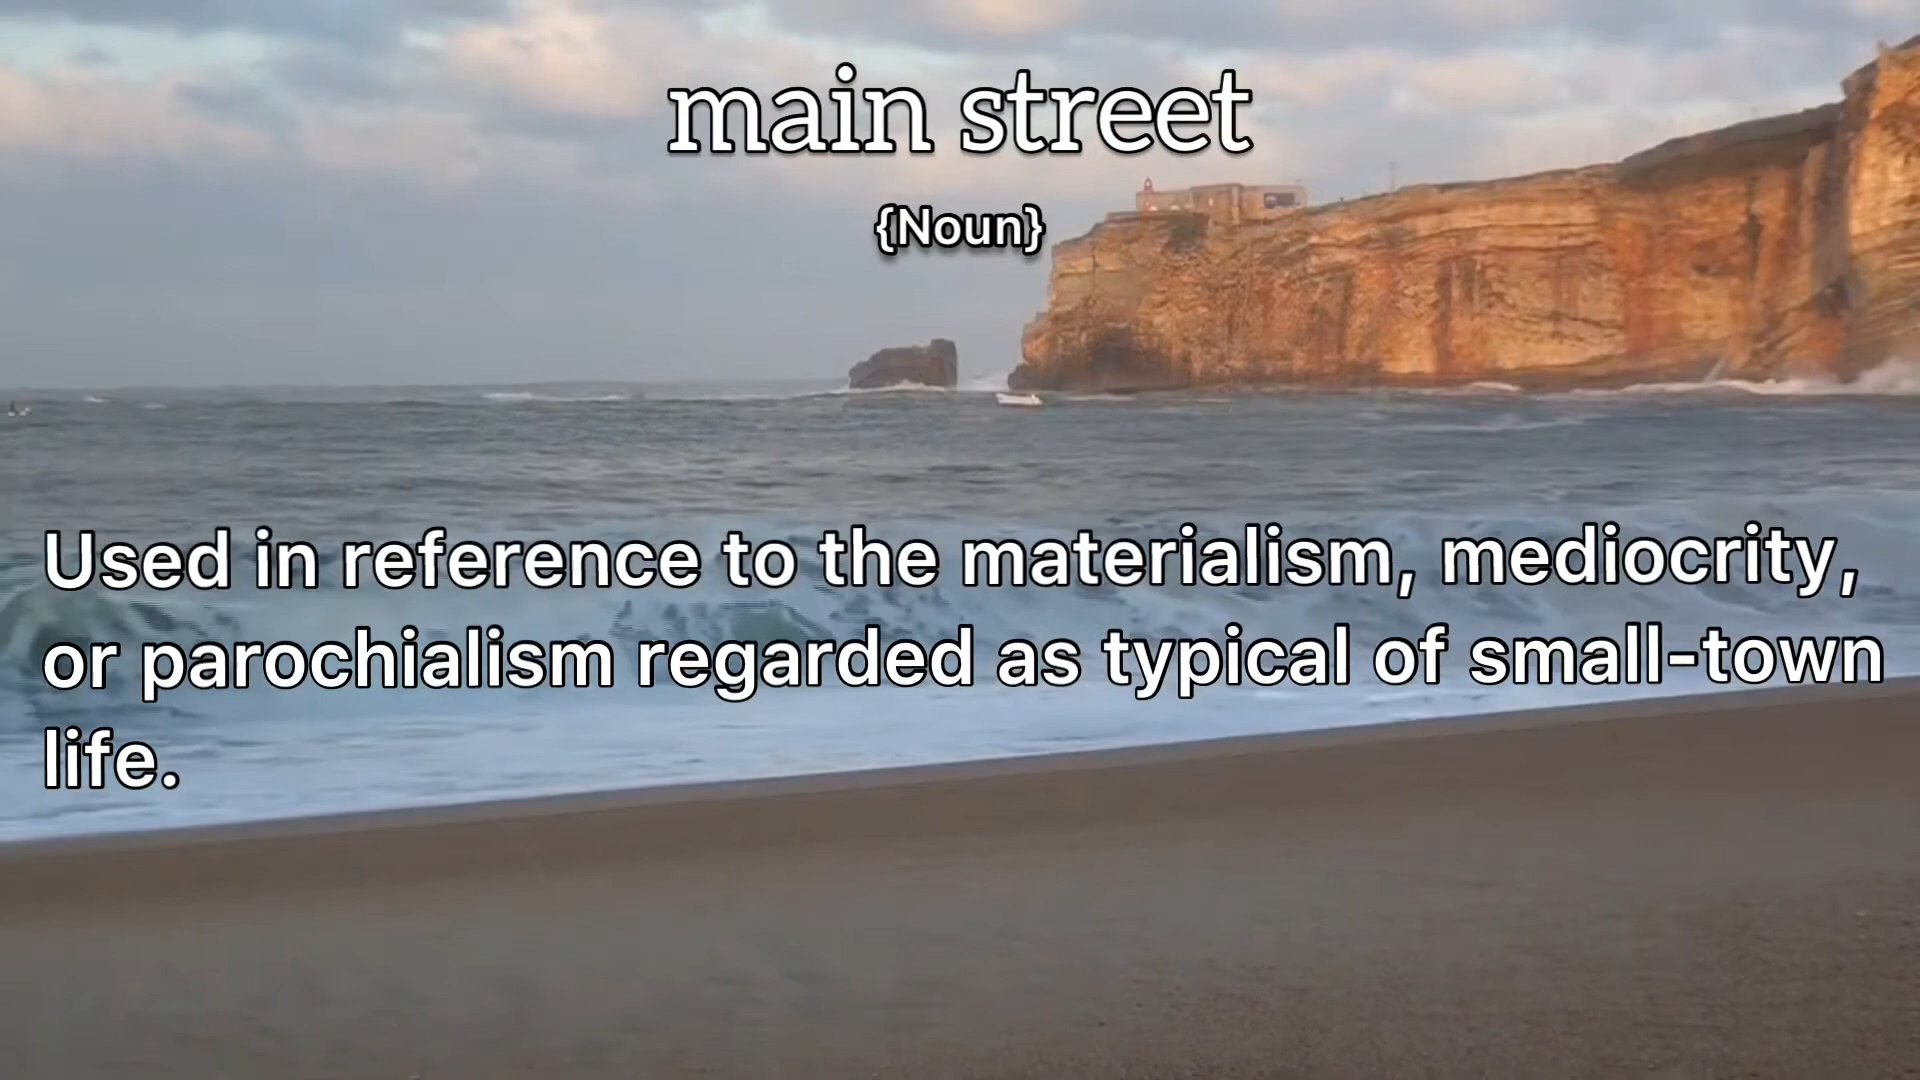 main street
{Noun}
Used in reference to the materialism, mediocrity,
or parochialism regarded as typical of small-town
life.